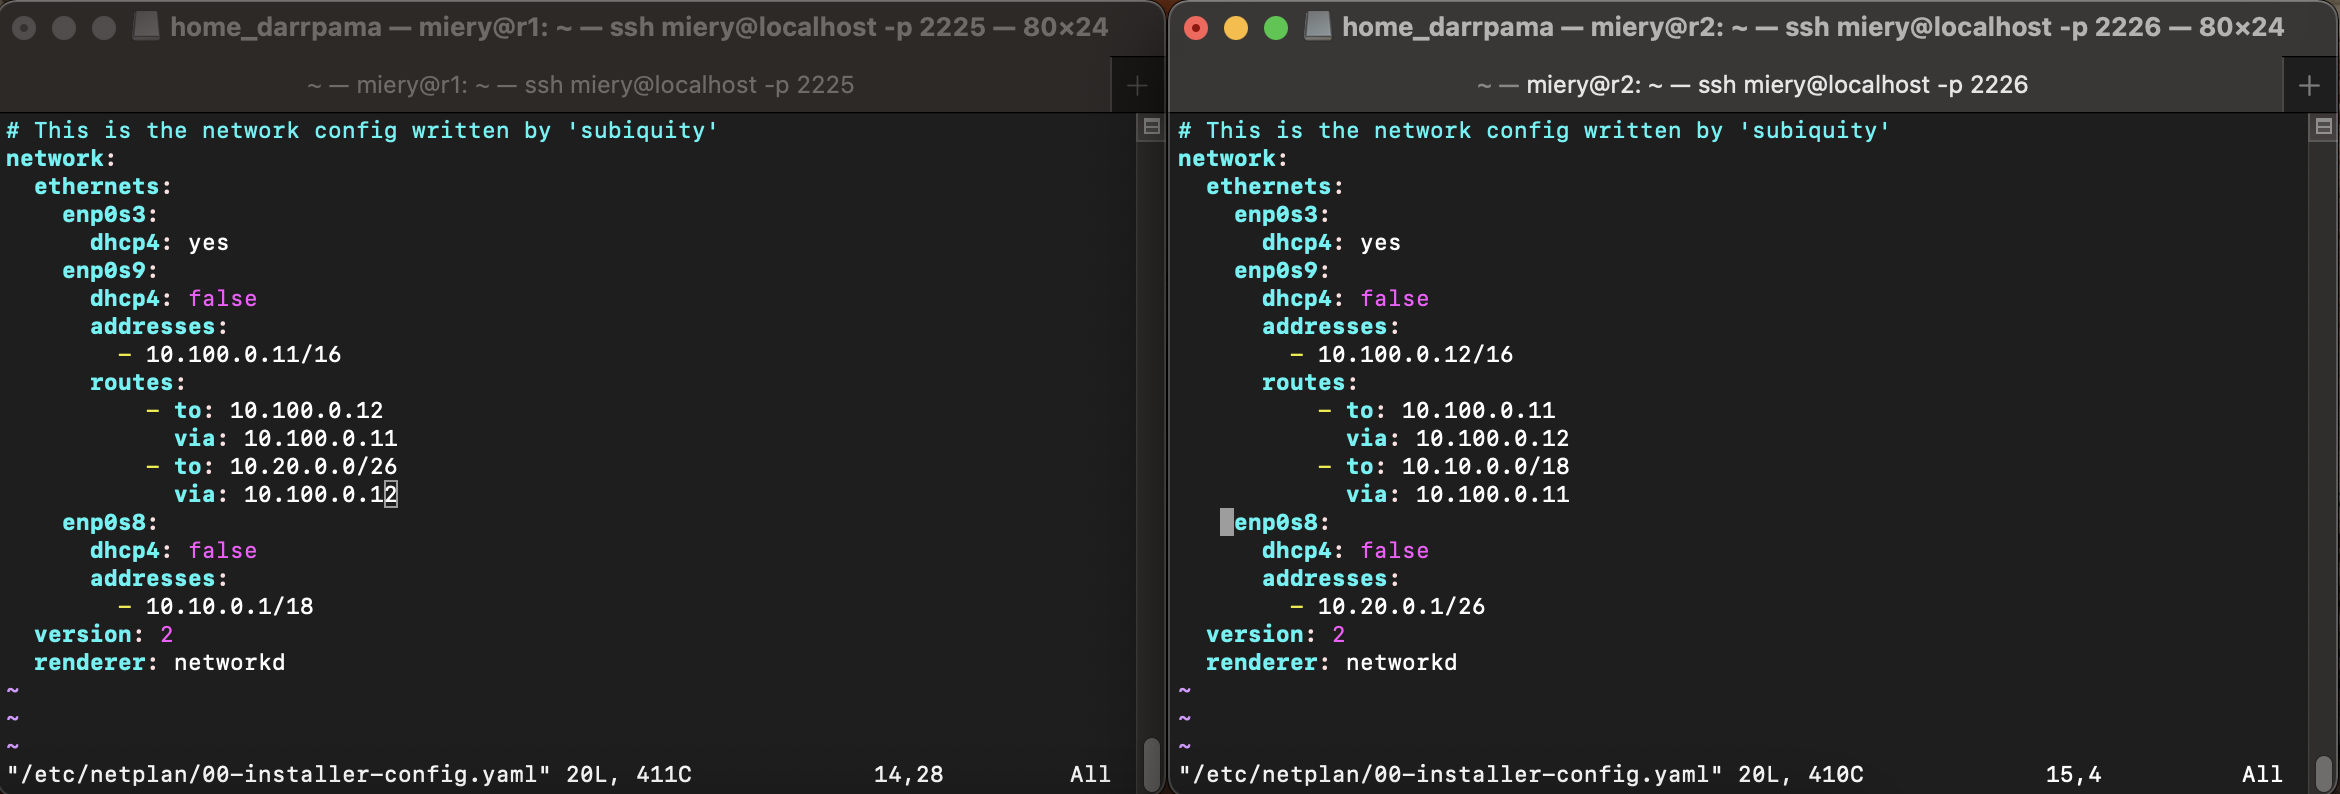 home_darrpama — miery@r1: ~ — ssh miery@localhost -p 2225 — 80×24
~ — miery@r1: ~ — ssh miery@localhost -p 2225
# This is the network config written by 'subiquity'
network:
  ethernets:
    enp0s3:
      dhcp4: yes
    enp0s9:
      dhcp4: false
      addresses:
        - 10.100.0.11/16
      routes:
          - to: 10.100.0.12
            via: 10.100.0.11
          - to: 10.20.0.0/26
            via: 10.100.0.12
    enp0s8:
      dhcp4: false
      addresses:
        - 10.10.0.1/18
  version: 2
  renderer: networkd
~
~
~
"/etc/netplan/00-installer-config.yaml" 20L, 411C 14,28 All
home_darrpama — miery@r2: ~ — ssh miery@localhost -p 2226 — 80×24
~ — miery@r2: ~ — ssh miery@localhost -p 2226
# This is the network config written by 'subiquity'
network:
  ethernets:
    enp0s3:
      dhcp4: yes
    enp0s9:
      dhcp4: false
      addresses:
        - 10.100.0.12/16
      routes:
          - to: 10.100.0.11
            via: 10.100.0.12
          - to: 10.10.0.0/18
            via: 10.100.0.11
    enp0s8:
      dhcp4: false
      addresses:
        - 10.20.0.1/26
  version: 2
  renderer: networkd
~
~
~
"/etc/netplan/00-installer-config.yaml" 20L, 410C 15,4 All